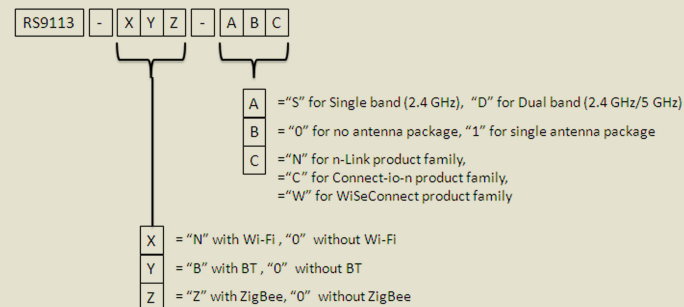 RS9113 - X Y Z - A B C
A =“S” for Single band (2.4 GHz), “D” for Dual band (2.4 GHz/5 GHz)
B = “0” for no antenna package, “1” for single antenna package
C =“N” for n-Link product family,
=“C” for Connect-io-n product family,
=“W” for WiSeConnect product family
X = “N” with Wi-Fi , “0” without Wi-Fi
Y = “B” with BT , “0” without BT
Z = “Z” with ZigBee, “0” without ZigBee